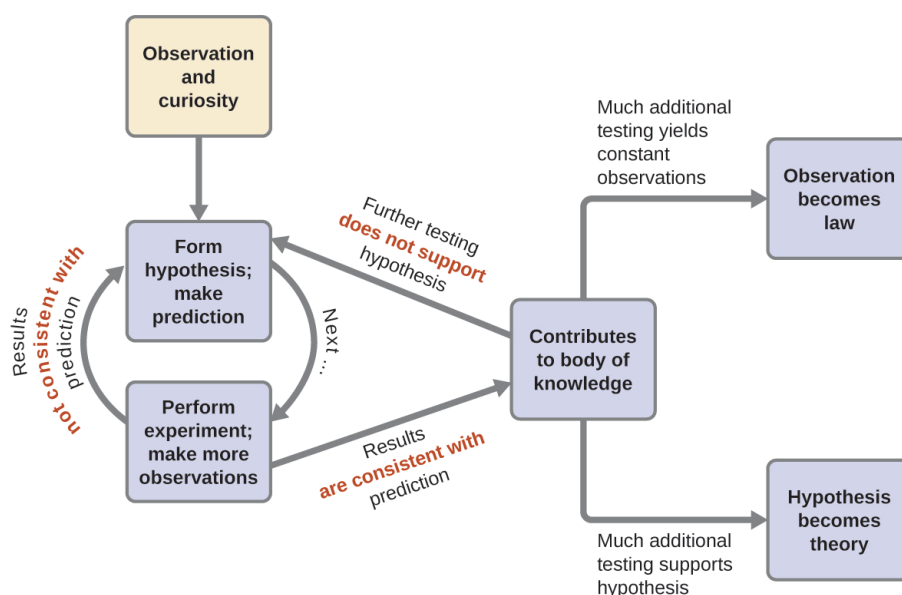 Observation
and
curiosity
Form
hypothesis;
make
prediction
Results
not consistent with
prediction
Next ...
Perform
experiment;
make more
observations
Further testing
does not support
hypothesis
Results
are consistent with
prediction
Contributes
to body of
knowledge
Much additional
testing yields
constant
observations
Observation
becomes
law
Much additional
testing supports
hypothesis
Hypothesis
becomes
theory